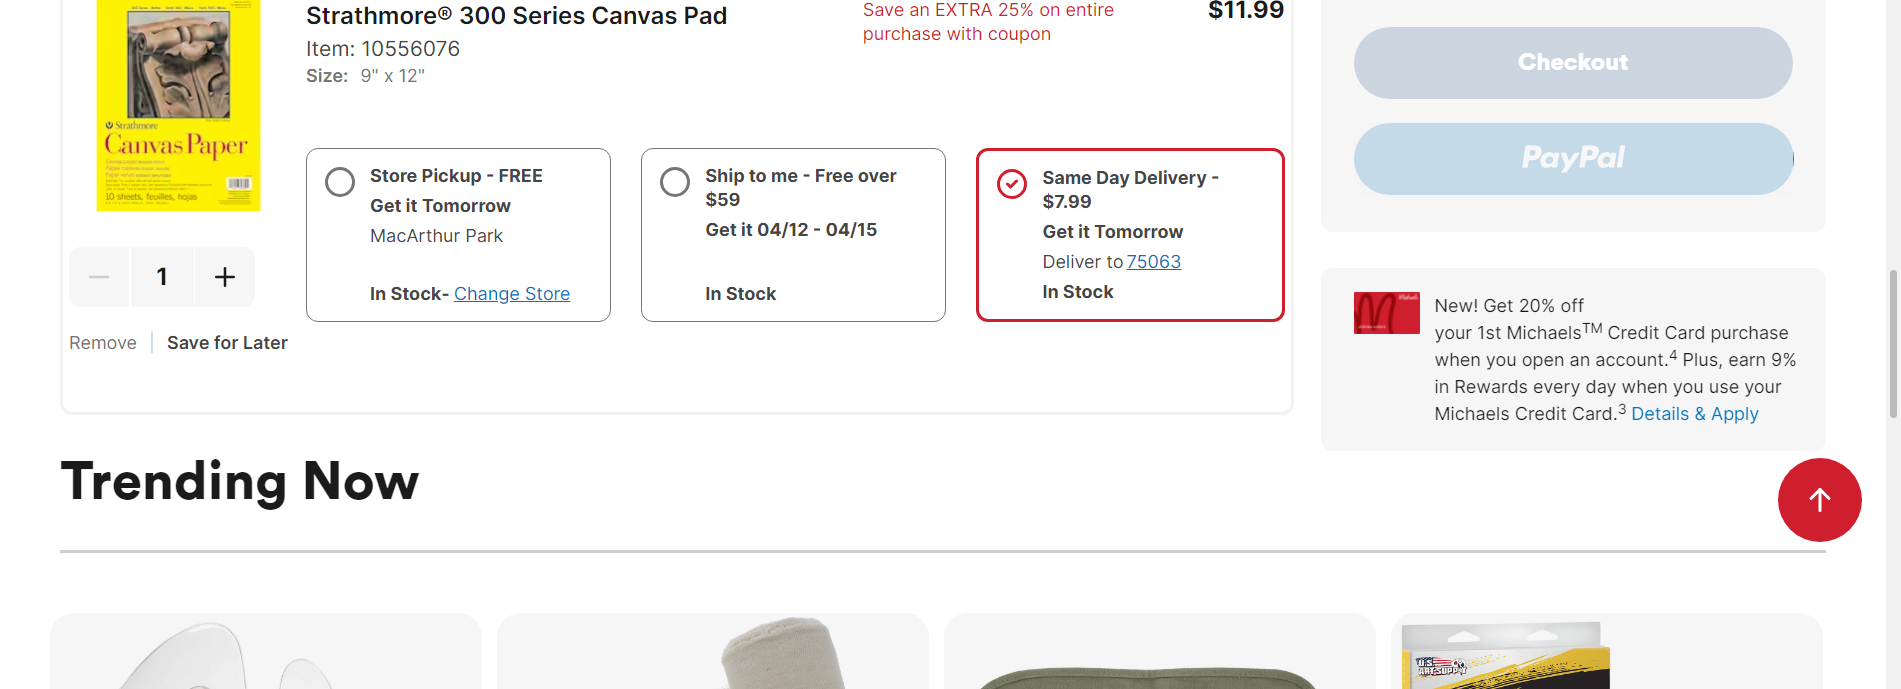 Strathmore® 300 Series Canvas Pad
Item: 10556076
Size: 9" x 12"
Save an EXTRA 25% on entire
purchase with coupon
$11.99
Strathmore
Canvas Paper
10 sheets, feuilles, hojas
Store Pickup - FREE
Get it Tomorrow
MacArthur Park
In Stock- Change Store
Ship to me - Free over
$59
Get it 04/12 - 04/15
In Stock
Same Day Delivery -
$7.99
Get it Tomorrow
Deliver to 75063
In Stock
1
Remove
Save for Later
Checkout
PayPal
New! Get 20% off
your 1st Michaels™ Credit Card purchase
when you open an account.⁴ Plus, earn 9%
in Rewards every day when you use your
Michaels Credit Card.³ Details & Apply
Trending Now
U.S.
ART SUPPLY